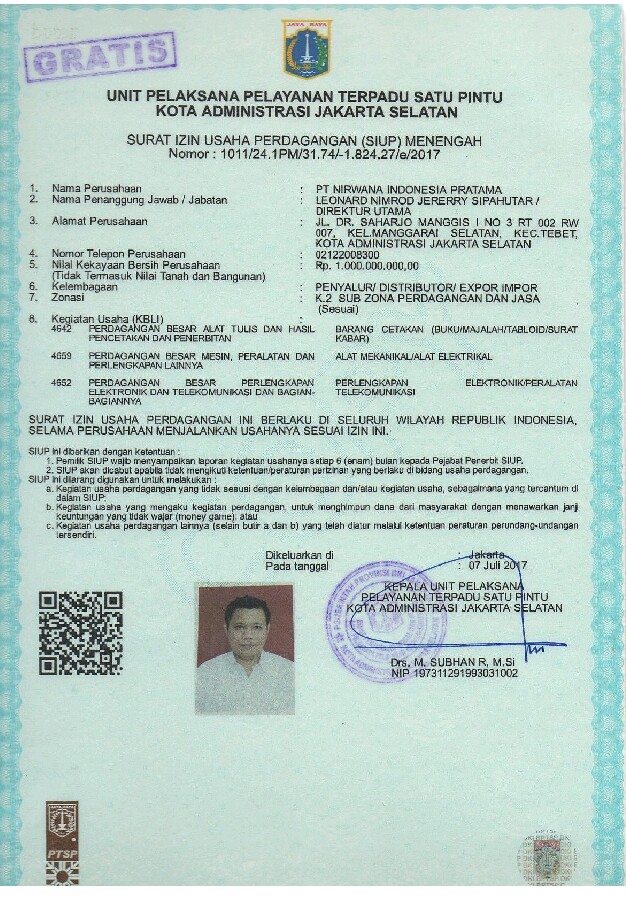 GRATIS
JAYA RAYA
UNIT PELAKSANA PELAYANAN TERPADU SATU PINTU
KOTA ADMINISTRASI JAKARTA SELATAN
SURAT IZIN USAHA PERDAGANGAN (SIUP) MENENGAH
Nomor : 1011/24.1PM/31.74/-1.824.27/e/2017
1. Nama Perusahaan : PT NIRWANA INDONESIA PRATAMA
2. Nama Penanggung Jawab / Jabatan : LEONARD NIMROD JERERRY SIPAHUTAR /
DIREKTUR UTAMA
3. Alamat Perusahaan : JL. DR. SAHARJO MANGGIS I NO 3 RT 002 RW
007, KEL.MANGGARAI SELATAN, KEC.TEBET,
KOTA ADMINISTRASI JAKARTA SELATAN
4. Nomor Telepon Perusahaan : 02122008300
5. Nilai Kekayaan Bersih Perusahaan : Rp. 1.000.000.000,00
(Tidak Termasuk Nilai Tanah dan Bangunan)
6. Kelembagaan : PENYALUR/ DISTRIBUTOR/ EXPOR IMPOR
7. Zonasi : K.2 SUB ZONA PERDAGANGAN DAN JASA
(Sesuai)
8. Kegiatan Usaha (KBLI) :
4642 PERDAGANGAN BESAR ALAT TULIS DAN HASIL BARANG CETAKAN (BUKU/MAJALAH/TABLOID/SURAT
PENCETAKAN DAN PENERBITAN KABAR)
4659 PERDAGANGAN BESAR MESIN, PERALATAN DAN ALAT MEKANIKAL/ALAT ELEKTRIKAL
PERLENGKAPAN LAINNYA
4652 PERDAGANGAN BESAR PERLENGKAPAN PERLENGKAPAN ELEKTRONIK/PERALATAN
ELEKTRONIK DAN TELEKOMUNIKASI DAN BAGIAN- TELEKOMUNIKASI
BAGIANNYA
SURAT IZIN USAHA PERDAGANGAN INI BERLAKU DI SELURUH WILAYAH REPUBLIK INDONESIA,
SELAMA PERUSAHAAN MENJALANKAN USAHANYA SESUAI IZIN INI.
SIUP ini diberikan dengan ketentuan :
1. Pemilik SIUP wajib menyampaikan laporan kegiatan usahanya setiap 6 (enam) bulan kepada Pejabat Penerbit SIUP.
2. SIUP akan dicabut apabila tidak mengikuti ketentuan/peraturan perizinan yang berlaku di bidang usaha perdagangan.
SIUP ini dilarang digunakan untuk melakukan :
a. Kegiatan usaha perdagangan yang tidak sesuai dengan kelembagaan dan/atau kegiatan usaha, sebagaimana yang tercantum di
dalam SIUP;
b. Kegiatan usaha yang mengaku kegiatan perdagangan, untuk menghimpun dana dari masyarakat dengan menawarkan janji
keuntungan yang tidak wajar (money game); atau
c. Kegiatan usaha perdagangan lainnya (selain butir a dan b) yang telah diatur melalui ketentuan peraturan perundang-undangan
tersendiri.
Dikeluarkan di : Jakarta
Pada tanggal : 07 Juli 2017
KEPALA UNIT PELAKSANA
PELAYANAN TERPADU SATU PINTU
KOTA ADMINISTRASI JAKARTA SELATAN
Drs. M. SUBHAN R, M.Si
NIP 197311291993031002
PTSP